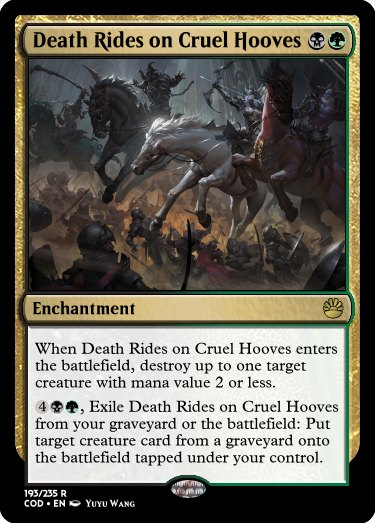 Death Rides on Cruel Hooves
Enchantment
When Death Rides on Cruel Hooves enters
the battlefield, destroy up to one target
creature with mana value 2 or less.
4, Exile Death Rides on Cruel Hooves
from your graveyard or the battlefield: Put
target creature card from a graveyard onto
the battlefield tapped under your control.
193/235 R
COD • EN Yuyu Wang